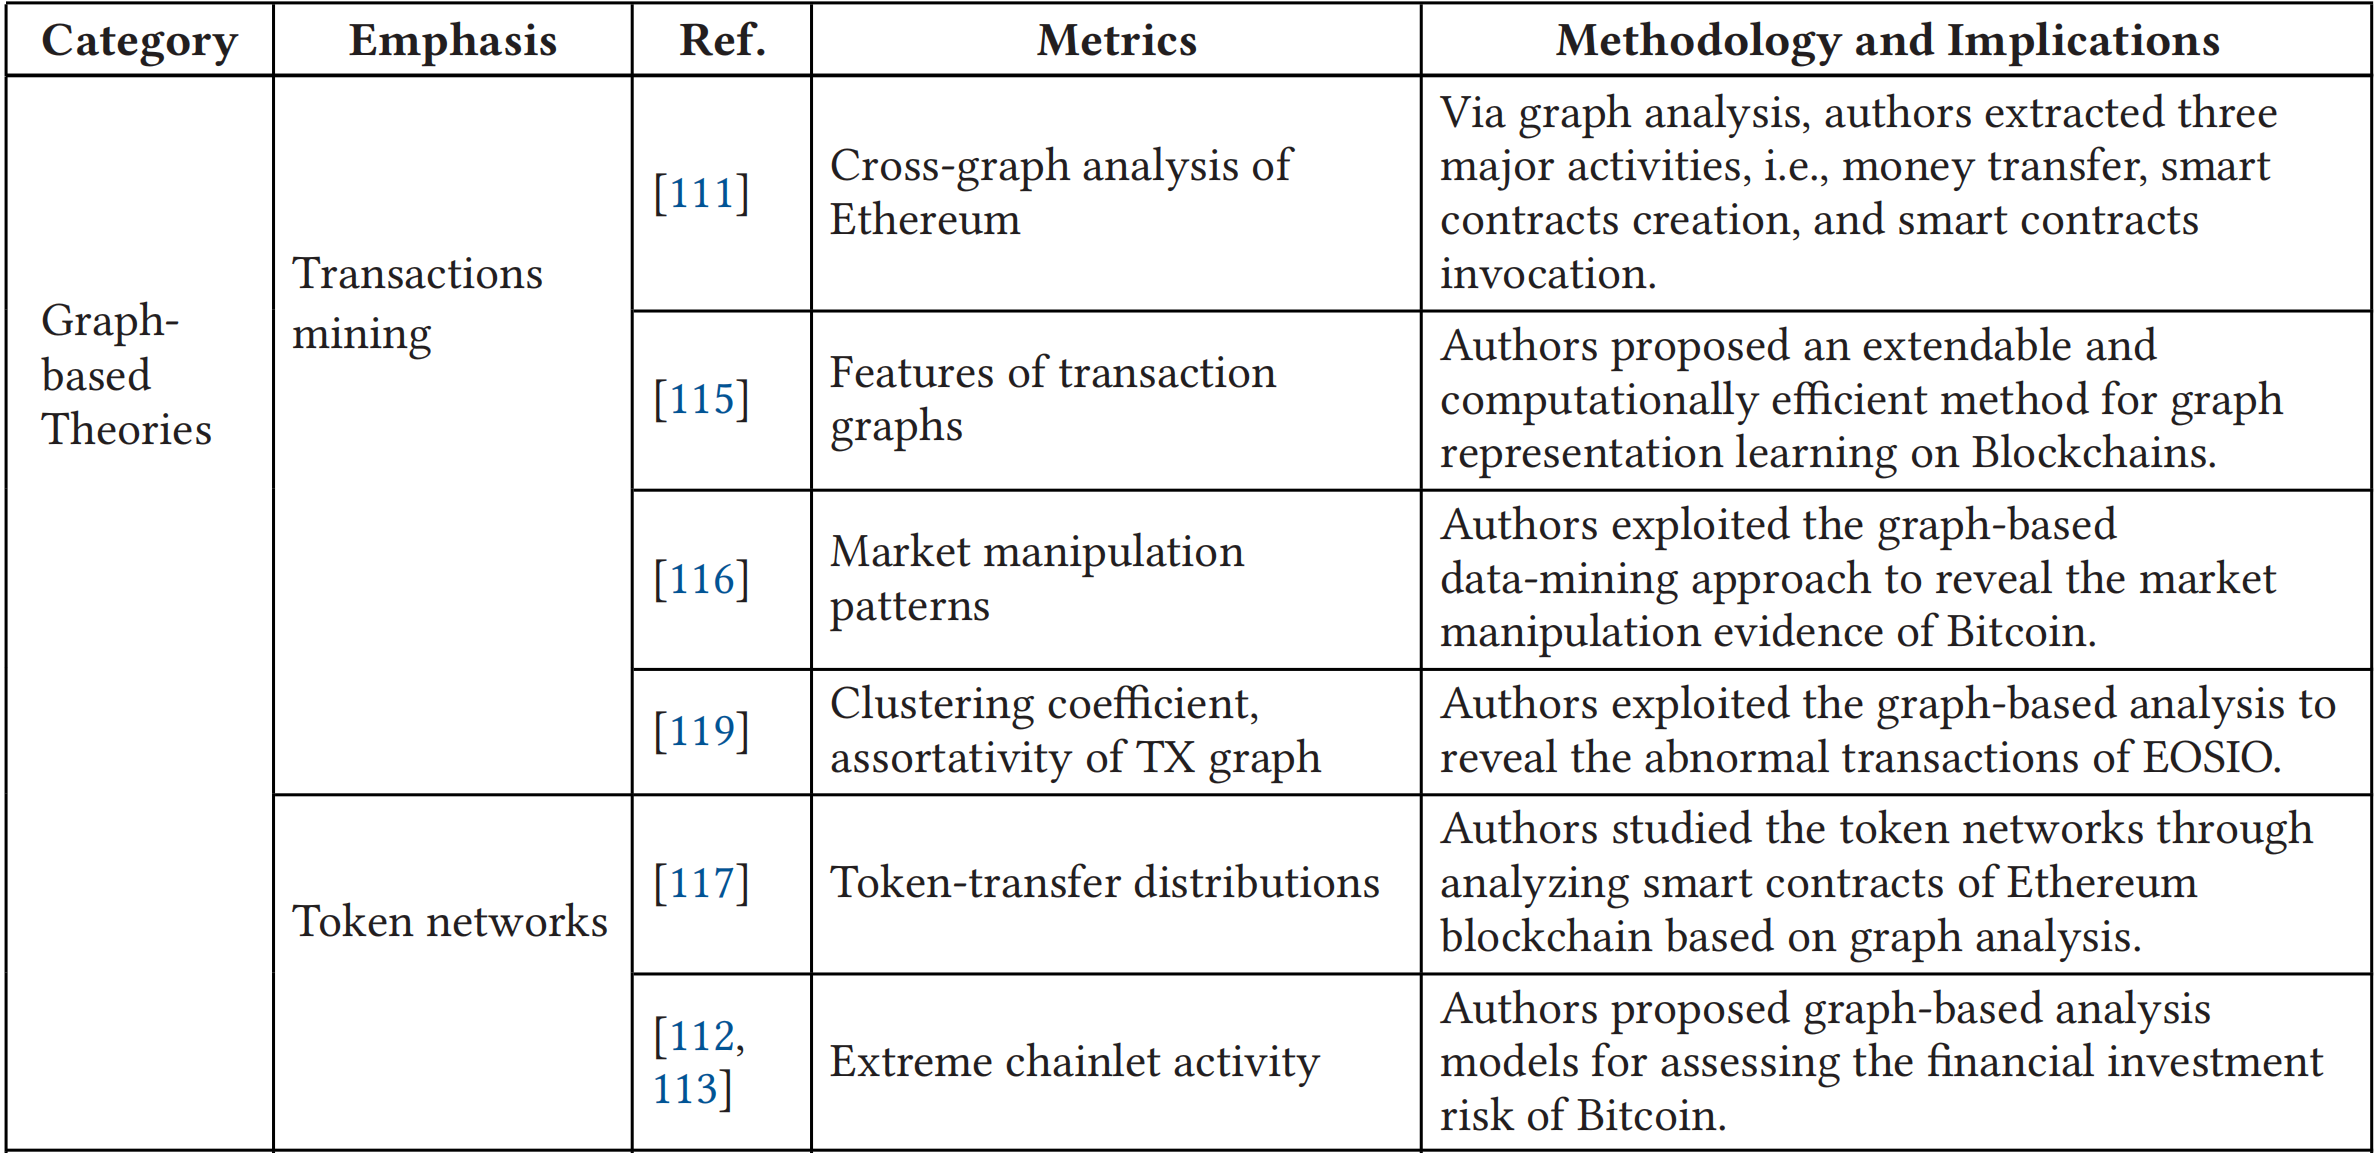 Category Emphasis Ref. Metrics Methodology and Implications
Graph-
based
Theories
Transactions
mining
[111]
Cross-graph analysis of
Ethereum
Via graph analysis, authors extracted three
major activities, i.e., money transfer, smart
contracts creation, and smart contracts
invocation.
[115]
Features of transaction
graphs
Authors proposed an extendable and
computationally efficient method for graph
representation learning on Blockchains.
[116]
Market manipulation
patterns
Authors exploited the graph-based
data-mining approach to reveal the market
manipulation evidence of Bitcoin.
[119]
Clustering coefficient,
assortativity of TX graph
Authors exploited the graph-based analysis to
reveal the abnormal transactions of EOSIO.
Token networks
[117]
Token-transfer distributions
Authors studied the token networks through
analyzing smart contracts of Ethereum
blockchain based on graph analysis.
[112,
113]
Extreme chainlet activity
Authors proposed graph-based analysis
models for assessing the financial investment
risk of Bitcoin.